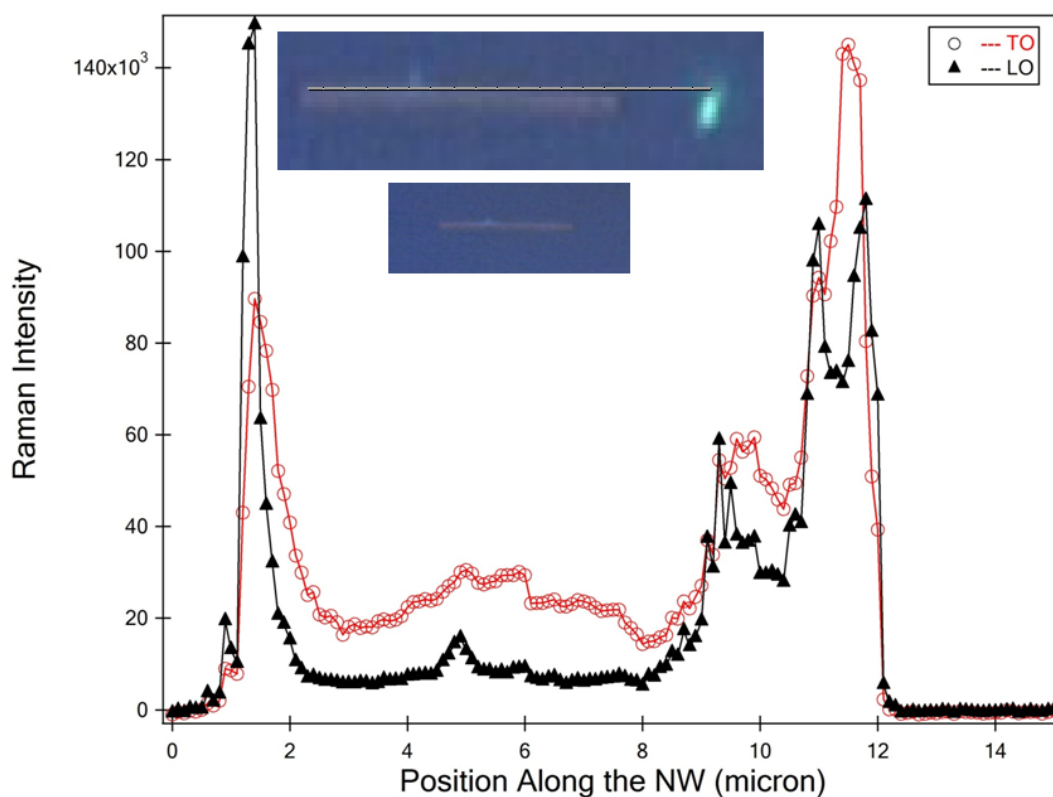 140x10³
120
100
80
60
40
20
0
Raman Intensity
0 2 4 6 8 10 12 14
Position Along the NW (micron)
--- TO
--- LO